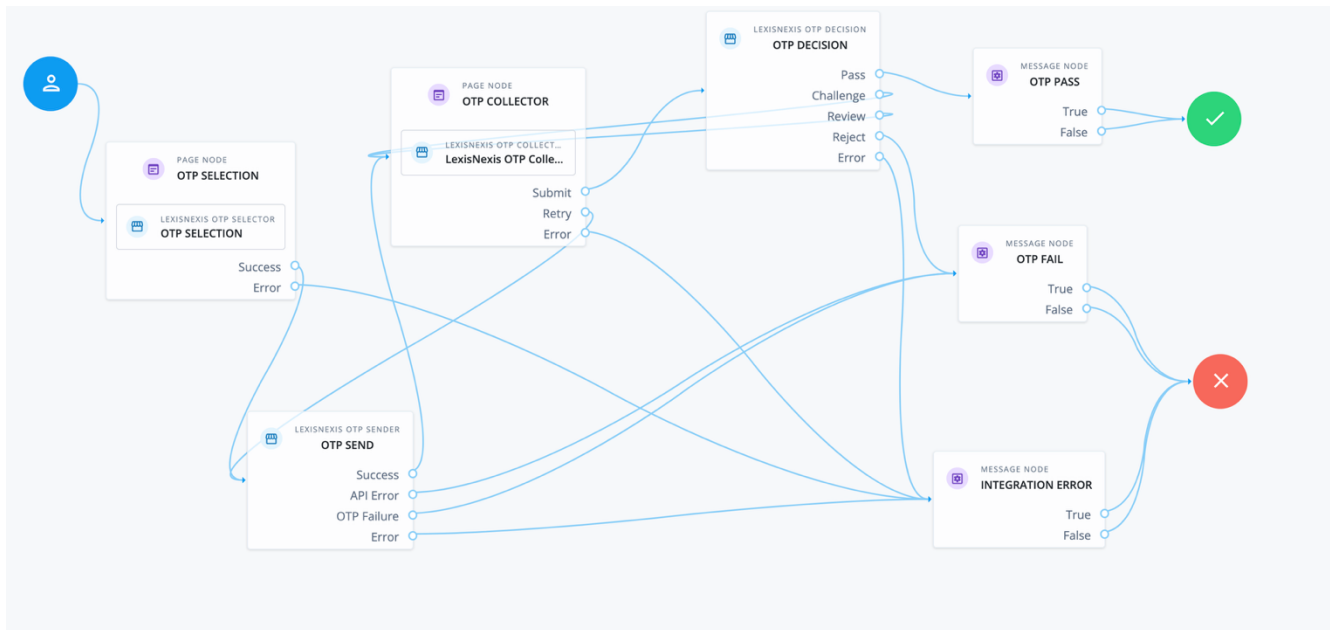 PAGE NODE
OTP SELECTION
LEXISNEXIS OTP SELECTOR
OTP SELECTION
Success
Error
PAGE NODE
OTP COLLECTOR
LEXISNEXIS OTP COLLECT...
LexisNexis OTP Colle...
Submit
Retry
Error
LEXISNEXIS OTP SENDER
OTP SEND
Success
API Error
OTP Failure
Error
LEXISNEXIS OTP DECISION
OTP DECISION
Pass
Challenge
Review
Reject
Error
MESSAGE NODE
OTP PASS
True
False
MESSAGE NODE
OTP FAIL
True
False
MESSAGE NODE
INTEGRATION ERROR
True
False